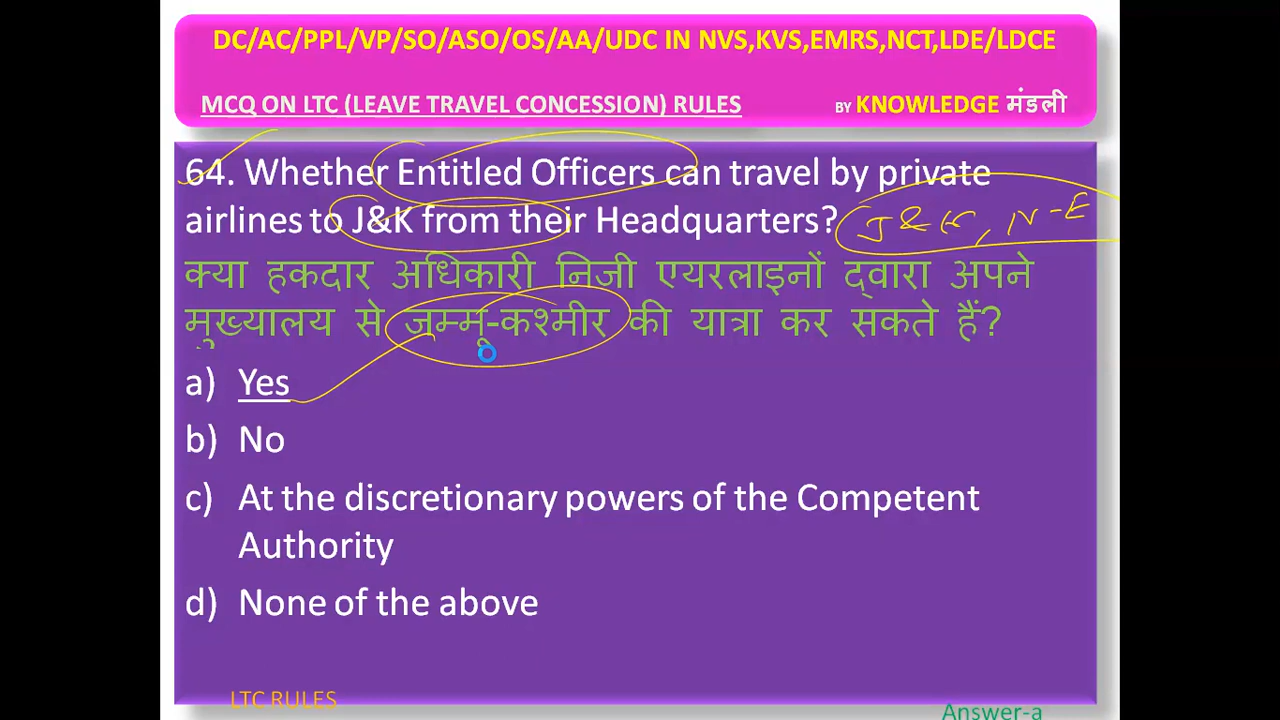 DC/AC/PPL/VP/SO/ASO/OS/AA/UDC IN NVS,KVS,EMRS,NCT,LDE/LDCE
MCQ ON LTC (LEAVE TRAVEL CONCESSION) RULES BY KNOWLEDGE मंडली
64. Whether Entitled Officers can travel by private
airlines to J&K from their Headquarters?
J&K, N-E
क्या हकदार अधिकारी निजी एयरलाइनों द्वारा अपने
मुख्यालय से जम्मू-कश्मीर की यात्रा कर सकते हैं?
a) Yes
b) No
c) At the discretionary powers of the Competent
Authority
d) None of the above
LTC RULES
Answer-a